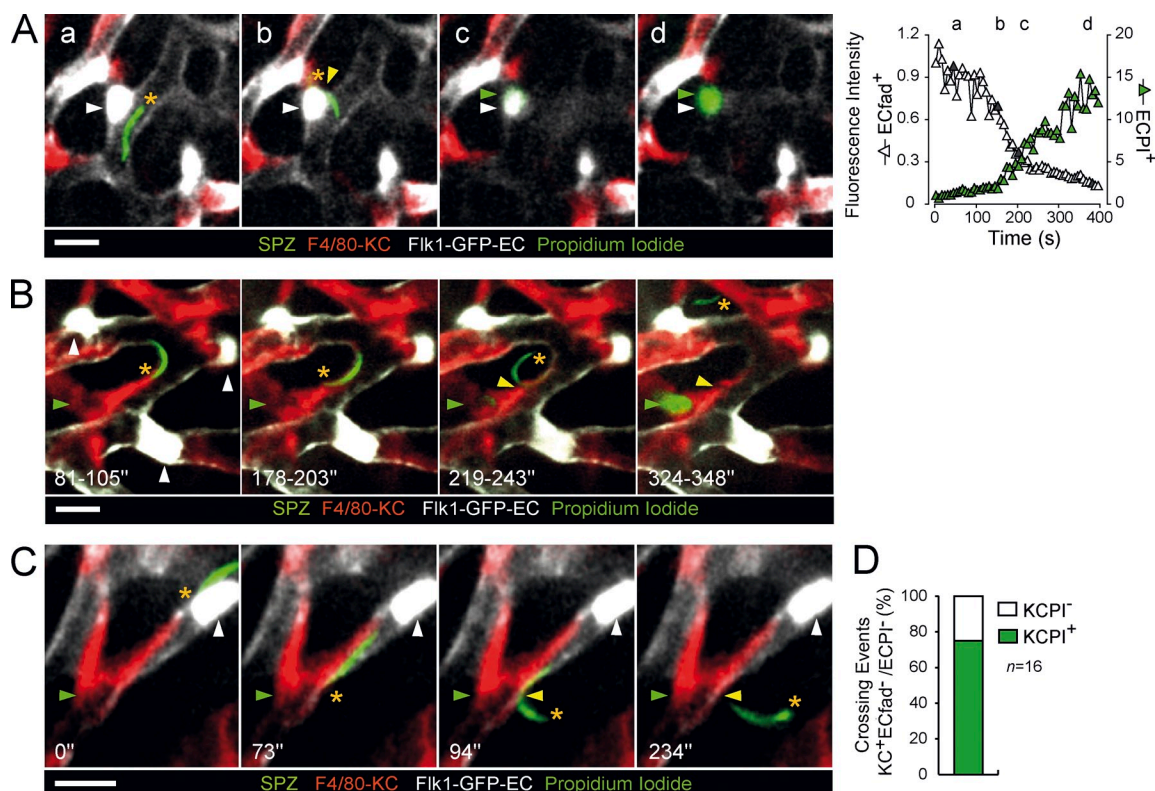 A
a
b
c
d
SPZ F4/80-KC Flk1-GFP-EC Propidium Iodide
Fluorescence Intensity
-Δ- ECfad+
1.2
0.9
0.6
0.3
0
a b c d
20
15
10
5
0
ECPI+
0 100 200 300 400
Time (s)
B
*
*
*
*
81-105"
178-203"
219-243"
324-348"
SPZ F4/80-KC Flk1-GFP-EC Propidium Iodide
C
0"
73"
94"
234"
SPZ F4/80-KC Flk1-GFP-EC Propidium Iodide
D
Crossing Events
KC+ECfad-/ECPI- (%)
100
80
60
40
20
0
KCPI-
KCPI+
n=16